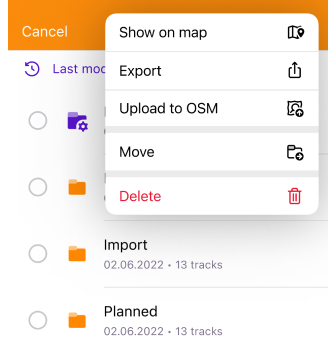 Cancel
Show on map
Last mod
Export
Upload to OSM
Move
Delete
Import
02.06.2022 • 13 tracks
Planned
02.06.2022 • 13 tracks